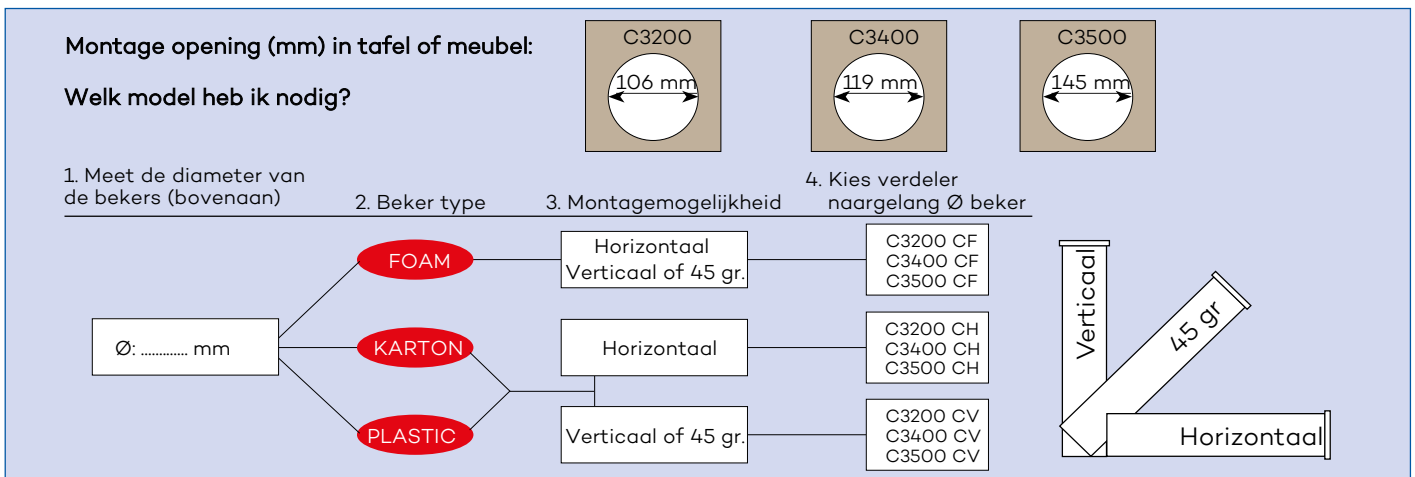 Montage opening (mm) in tafel of meubel:
Welk model heb ik nodig?
C3200
106 mm
C3400
119 mm
C3500
145 mm
1. Meet de diameter van
de bekers (bovenaan)
2. Beker type
3. Montagemogelijkheid
4. Kies verdeler
naargelang Ø beker
Ø: ............. mm
FOAM
KARTON
PLASTIC
Horizontaal
Verticaal of 45 gr.
Horizontaal
Verticaal of 45 gr.
C3200 CF
C3400 CF
C3500 CF
C3200 CH
C3400 CH
C3500 CH
C3200 CV
C3400 CV
C3500 CV
Verticaal
45 gr
Horizontaal